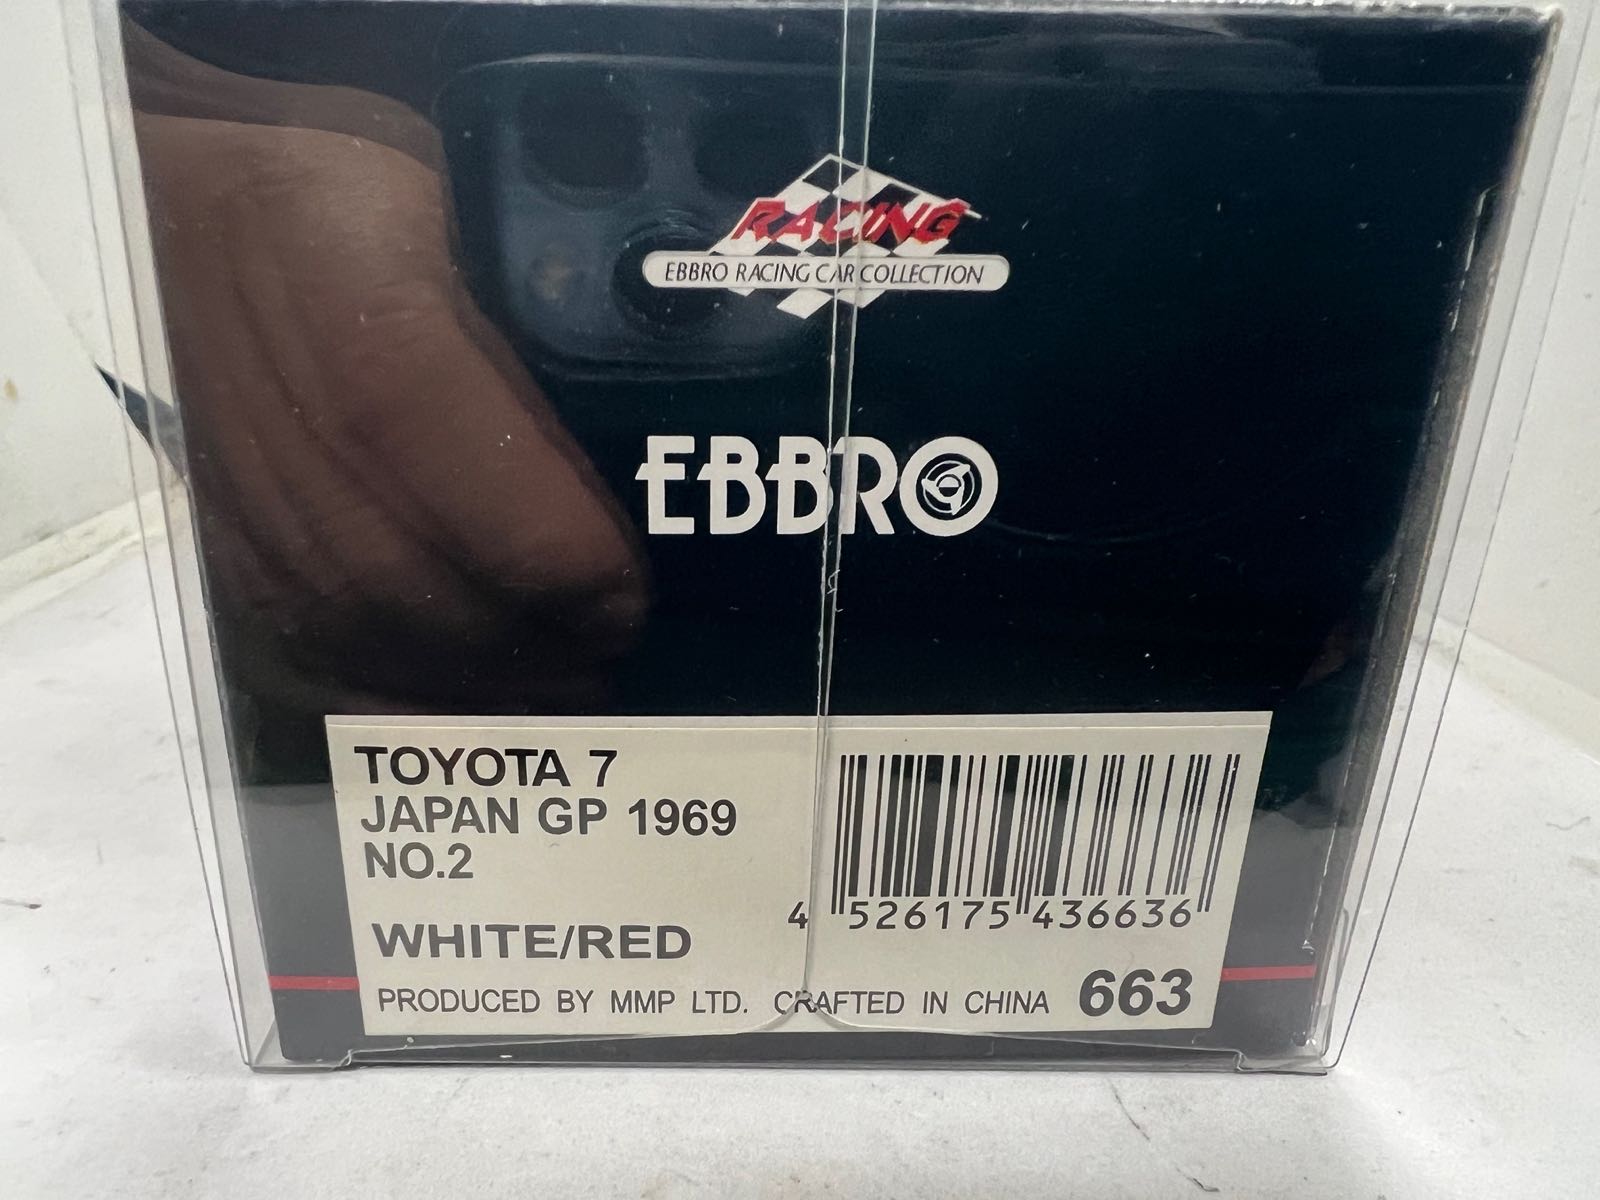 RACING
EBBRO RACING CAR COLLECTION
EBBRO
TOYOTA 7
JAPAN GP 1969
NO.2
WHITE/RED
4 526175 436636
PRODUCED BY MMP LTD. CRAFTED IN CHINA 663